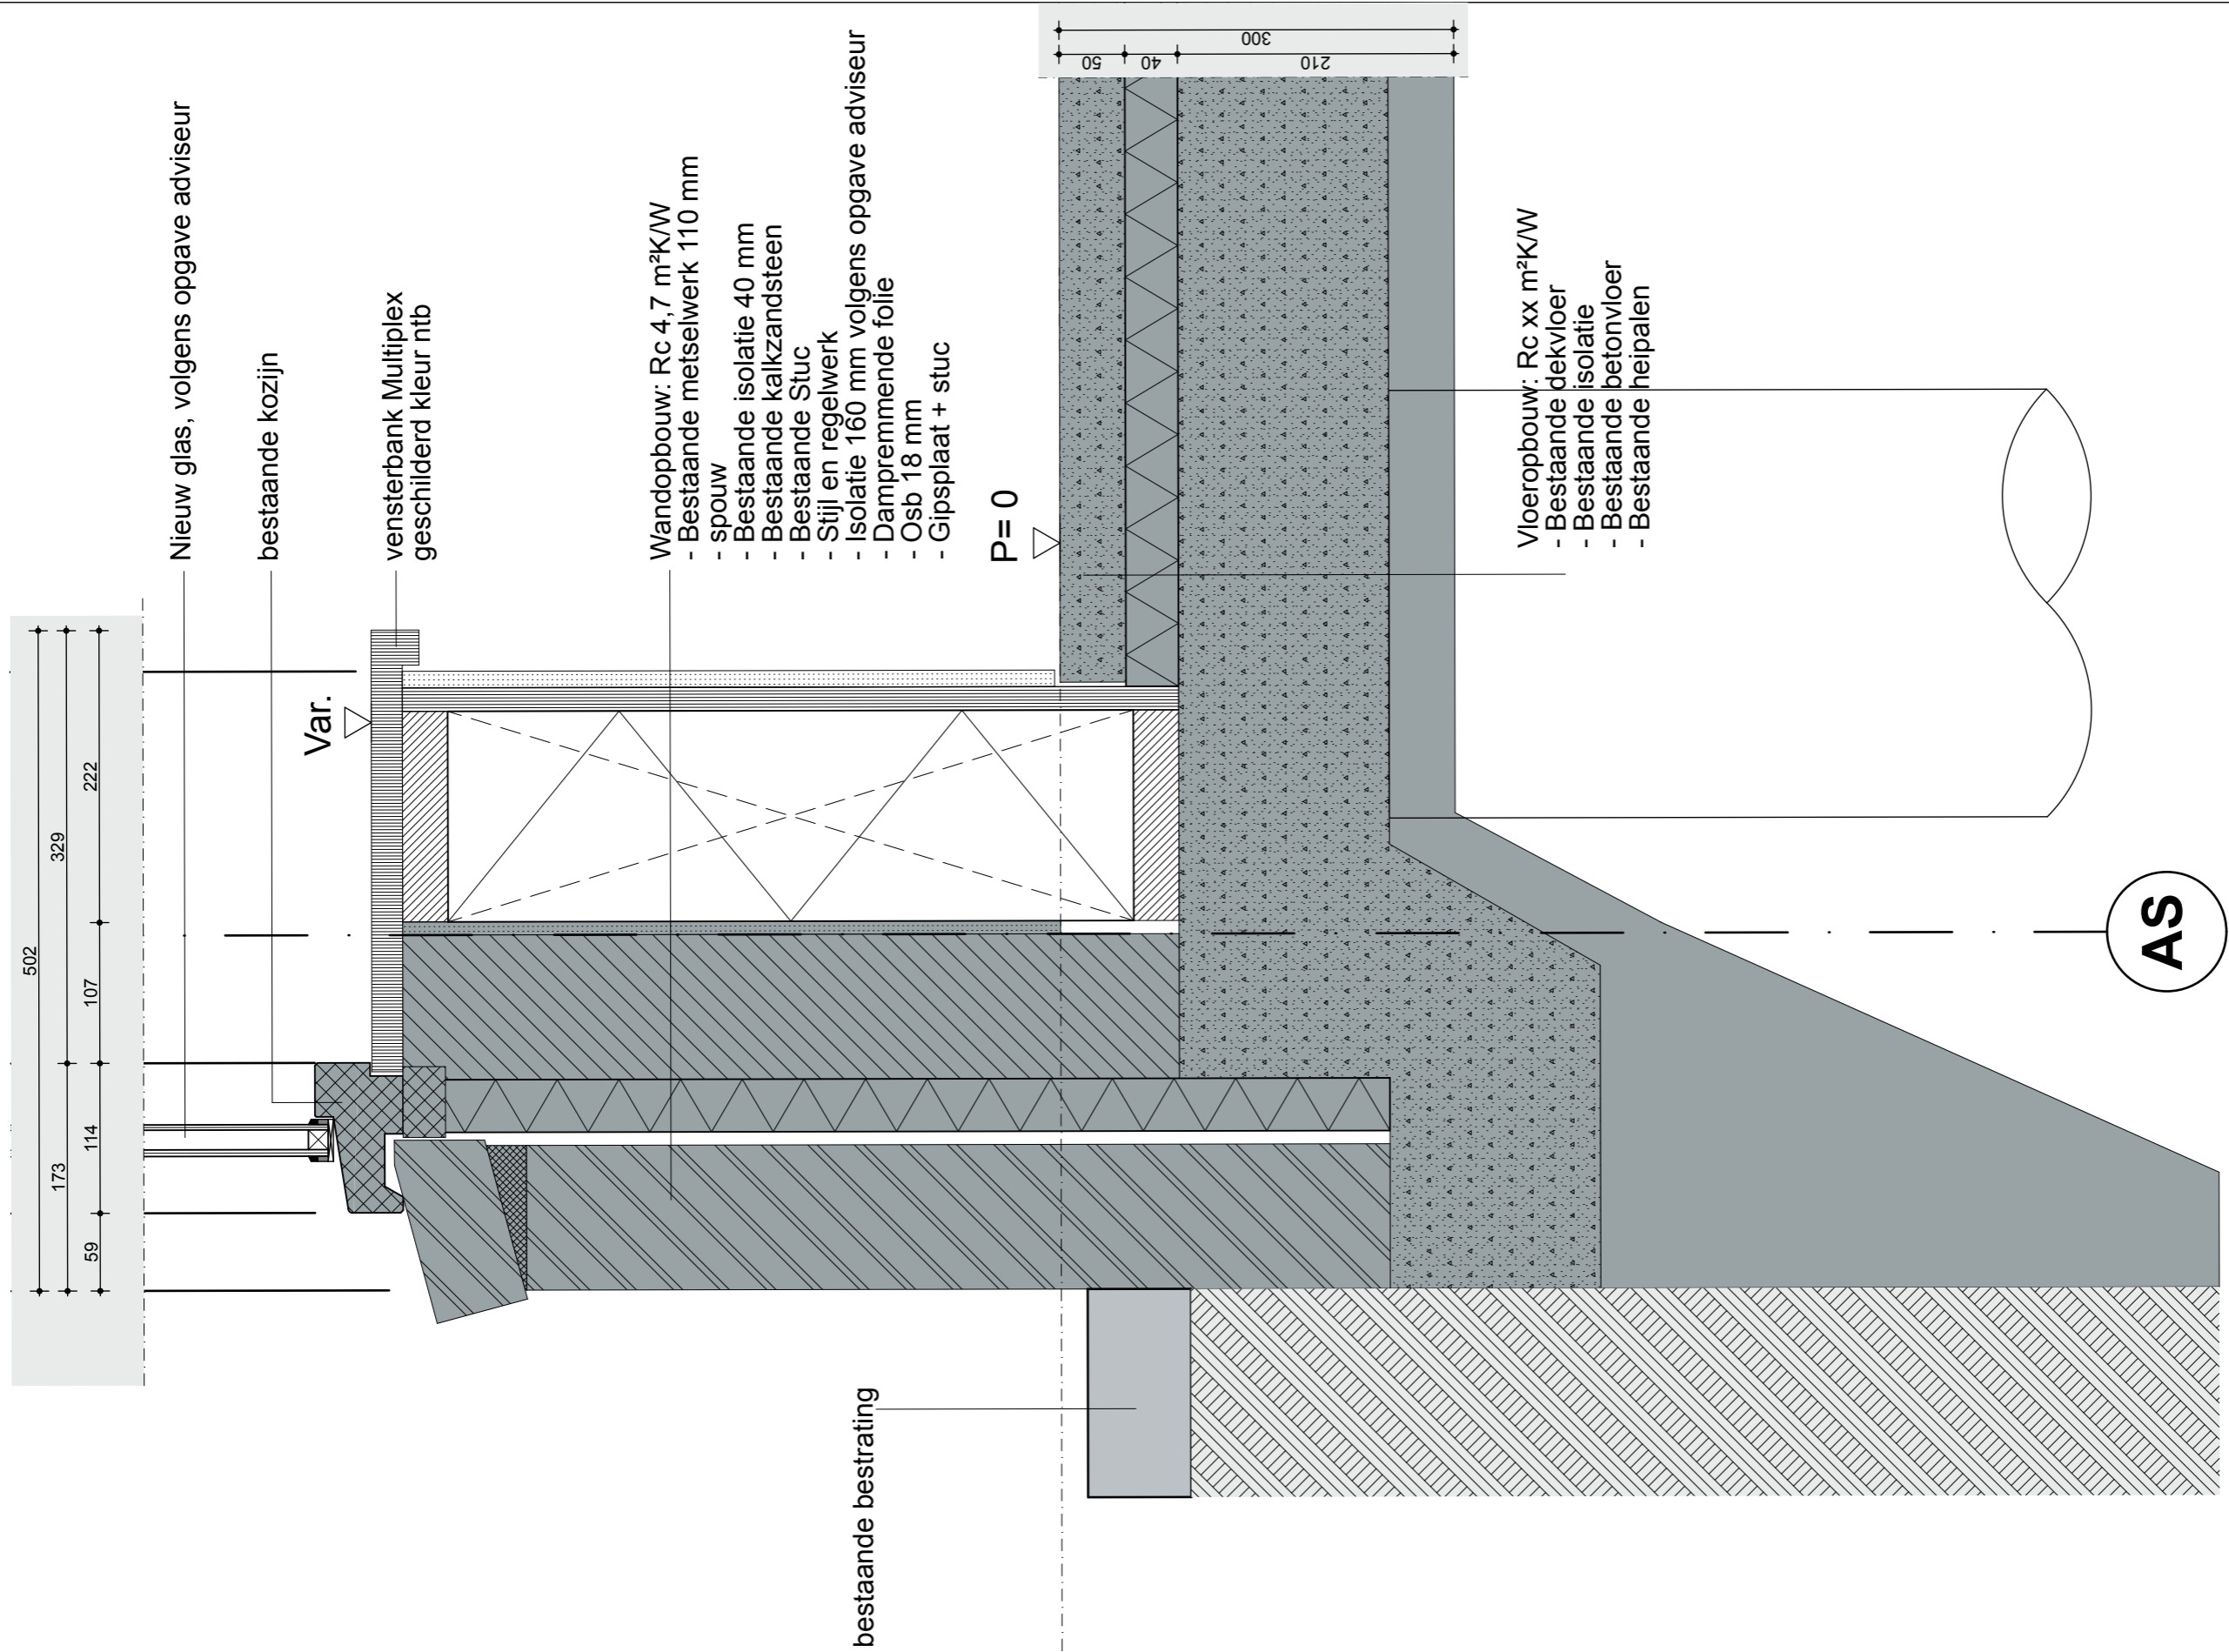 Nieuw glas, volgens opgave adviseur
bestaande kozijn
vensterbank Multiplex
geschilderd kleur ntb
Wandopbouw: Rc 4,7 m²K/W
- Bestaande metselwerk 110 mm
- spouw
- Bestaande isolatie 40 mm
- Bestaande kalkzandsteen
- Bestaande Stuc
- Stijl en regelwerk
- Isolatie 160 mm volgens opgave adviseur
- Dampremmende folie
- Osb 18 mm
- Gipsplaat + stuc
P= 0
Vloeropbouw: Rc xx m²K/W
- Bestaande dekvloer
- Bestaande isolatie
- Bestaande betonvloer
- Bestaande heipalen
Var.
bestaande bestrating
AS
502
173
329
59
114
107
222
300
50
40
210